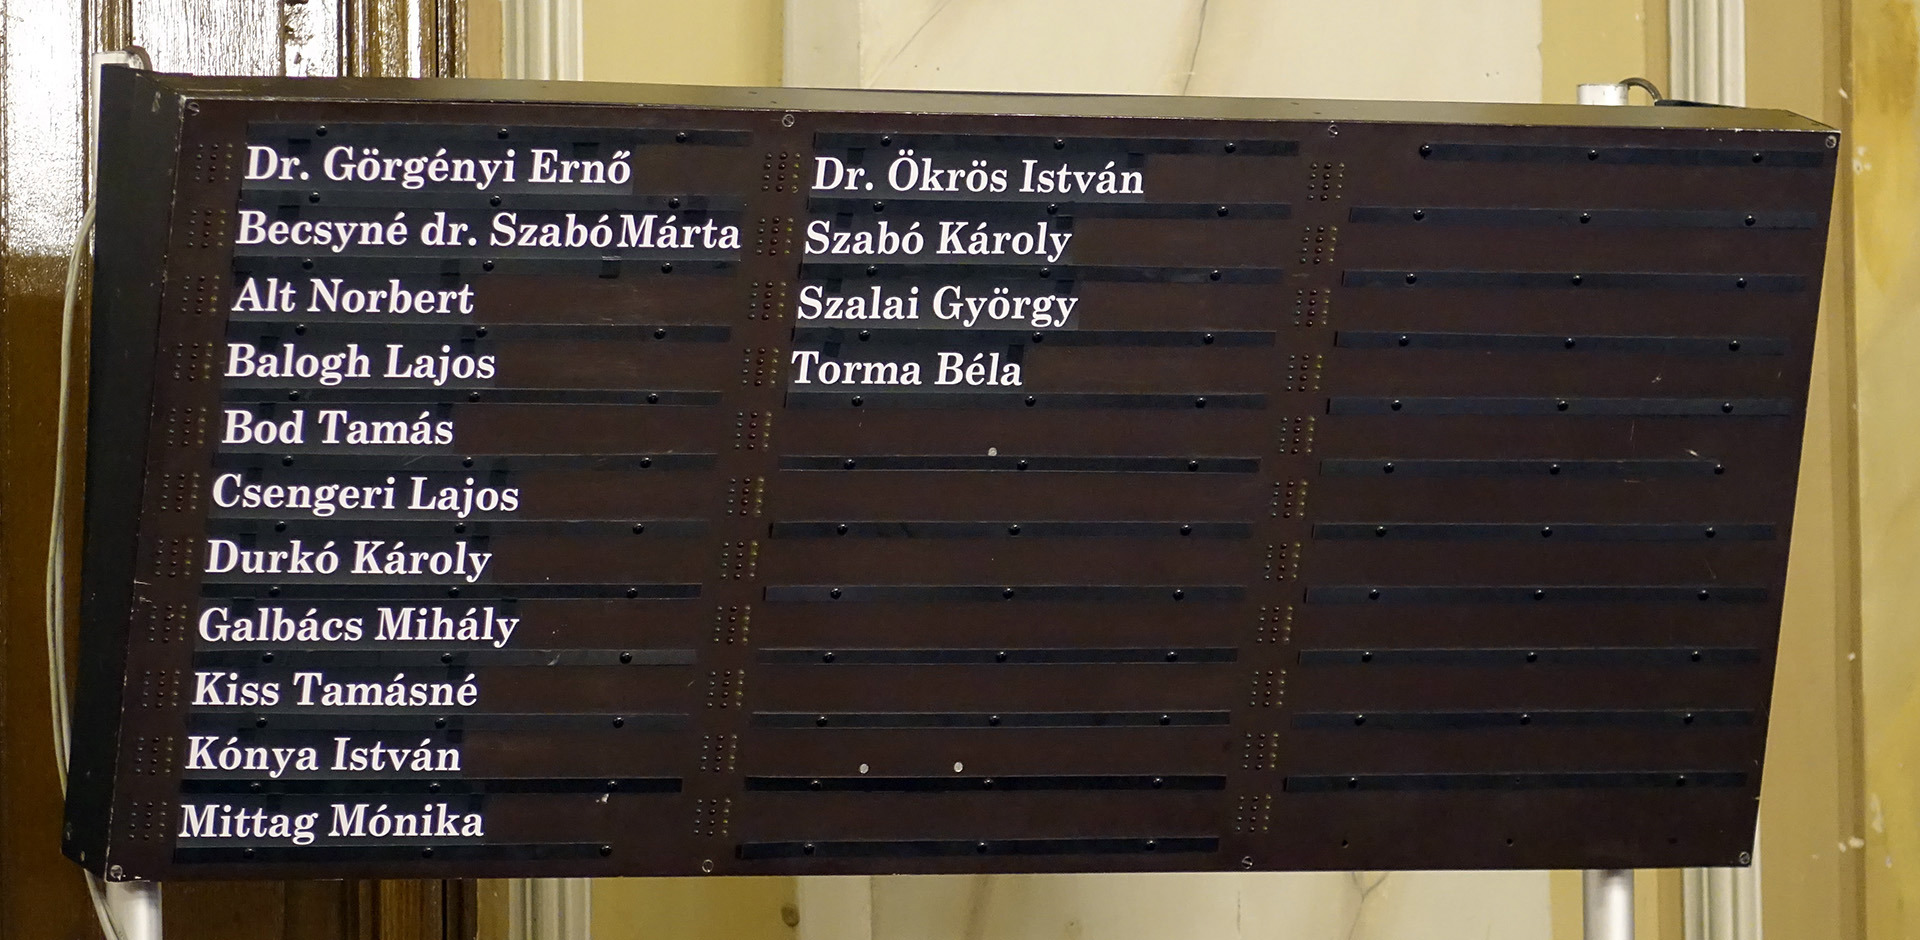 Dr. Görgényi Ernő
Becsyné dr. Szabó Márta
Alt Norbert
Balogh Lajos
Bod Tamás
Csengeri Lajos
Durkó Károly
Galbács Mihály
Kiss Tamásné
Kónya István
Mittag Mónika
Dr. Ökrös István
Szabó Károly
Szalai György
Torma Béla